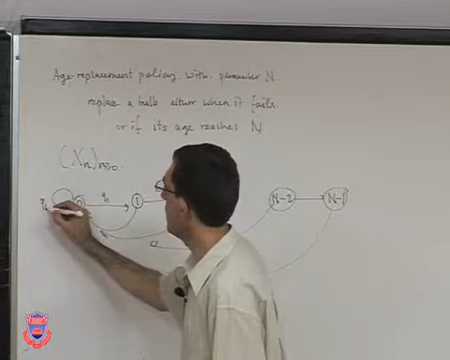 Age replacement policy with parameter N.
replace a bulb either when it fails
or if its age reaches N
(Xn)n≥0.
0 1 N-2 N-1